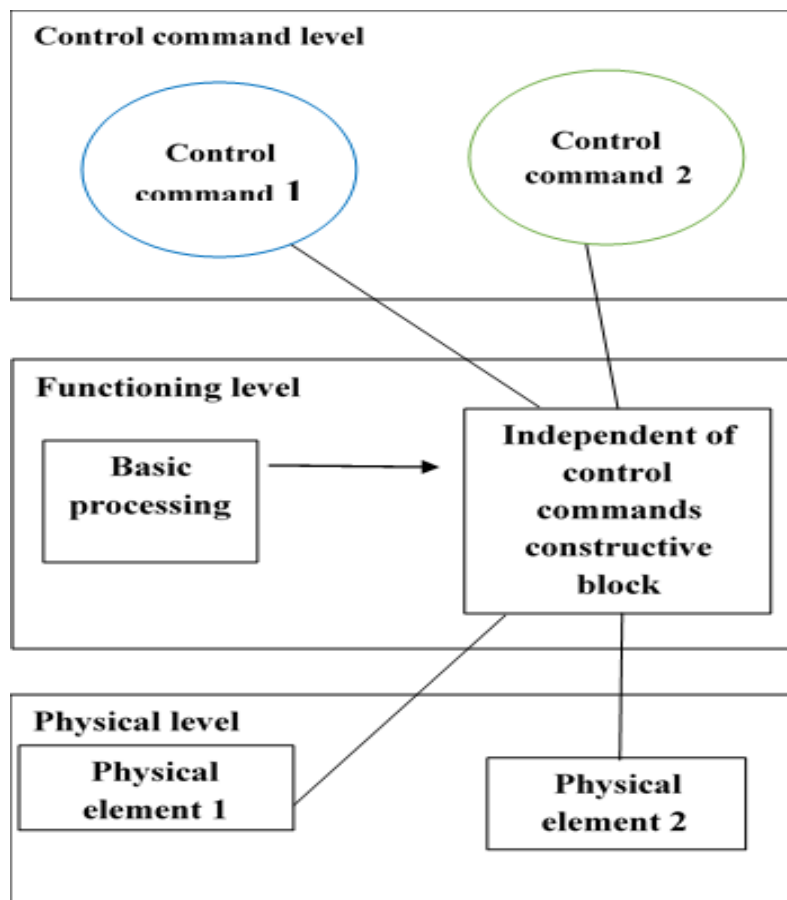 Control command level
Control
command 1
Control
command 2
Functioning level
Basic
processing
Independent of
control
commands
constructive
block
Physical level
Physical
element 1
Physical
element 2